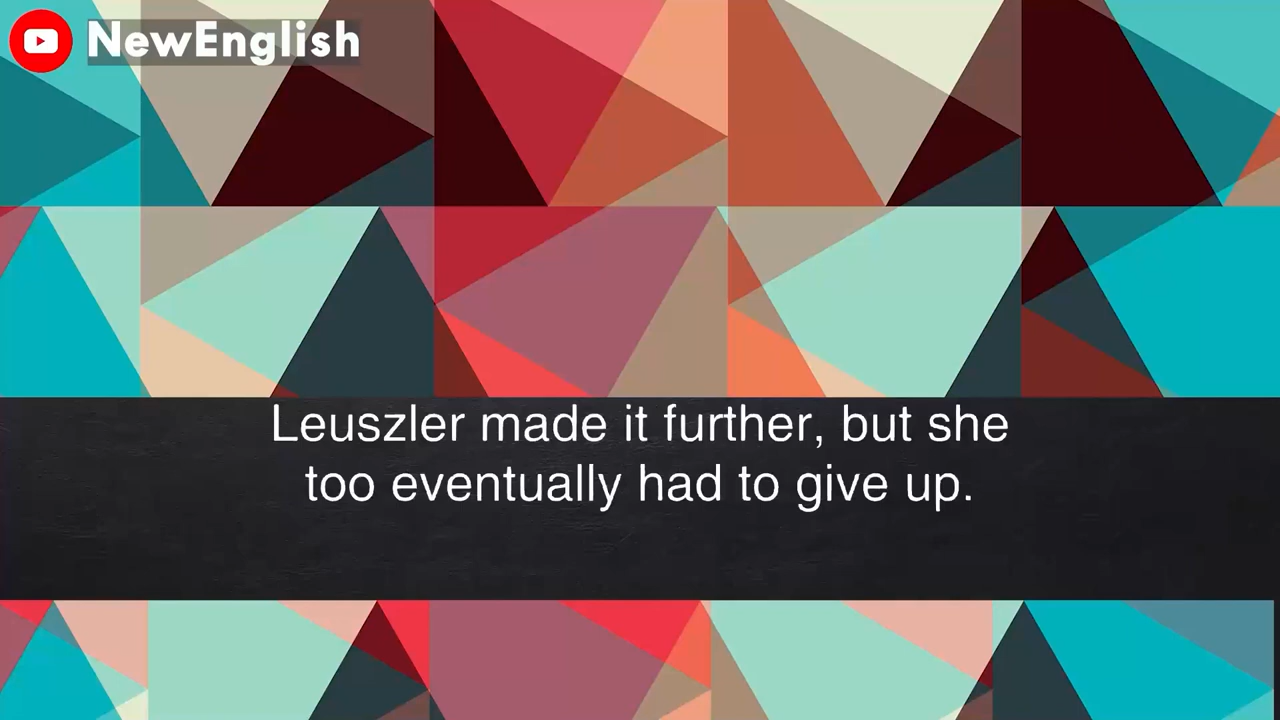 NewEnglish
Leuszler made it further, but she
too eventually had to give up.